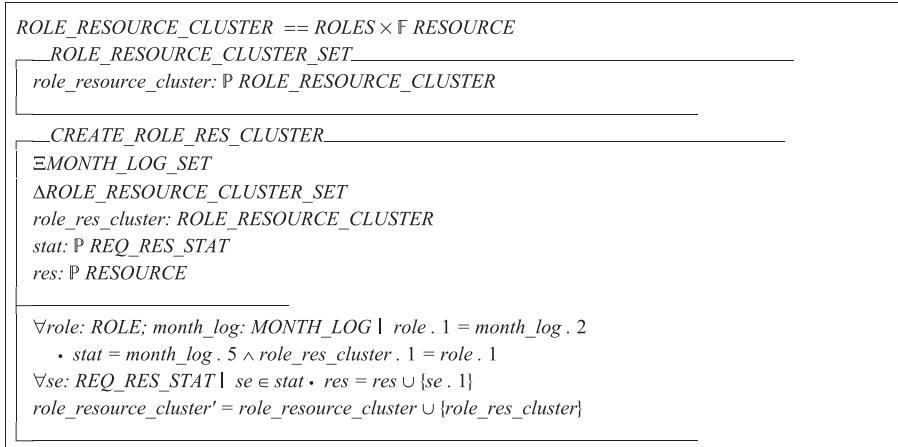 ROLE_RESOURCE_CLUSTER == ROLES × 𝔽 RESOURCE
ROLE_RESOURCE_CLUSTER_SET
role_resource_cluster: ℙ ROLE_RESOURCE_CLUSTER
CREATE_ROLE_RES_CLUSTER
ΞMONTH_LOG_SET
ΔROLE_RESOURCE_CLUSTER_SET
role_res_cluster: ROLE_RESOURCE_CLUSTER
stat: ℙ REQ_RES_STAT
res: ℙ RESOURCE
∀role: ROLE; month_log: MONTH_LOG | role . 1 = month_log . 2
• stat = month_log . 5 ∧ role_res_cluster . 1 = role . 1
∀se: REQ_RES_STAT | se ∈ stat • res = res ∪ {se . 1}
role_resource_cluster' = role_resource_cluster ∪ {role_res_cluster}